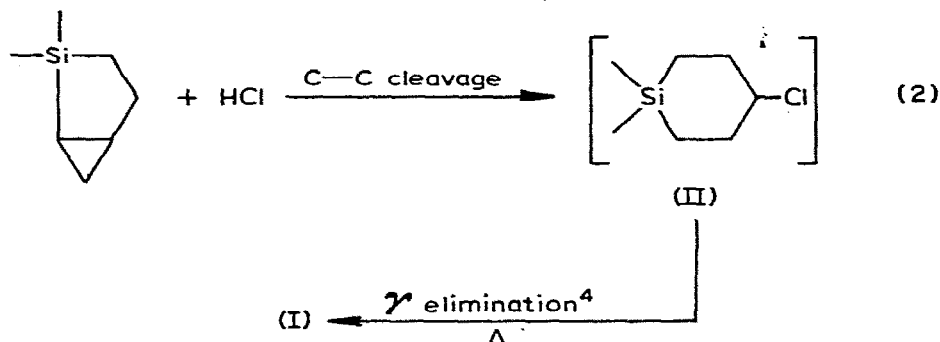 Si
+ HCl
C—C cleavage
Si
Cl
(2)
(II)
(I)
γ elimination⁴
Δ